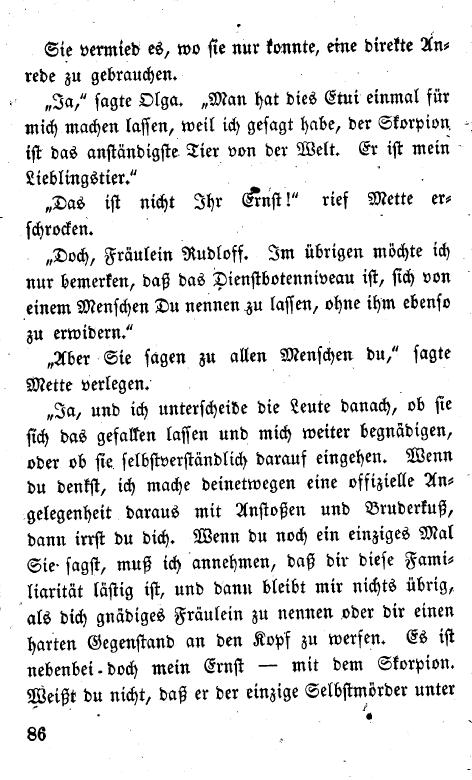 Sie vermied es, wo sie nur konnte, eine direkte An-
rede zu gebrauchen.
„Ja,“ sagte Olga. „Man hat dies Etui einmal für
mich machen lassen, weil ich gesagt habe, der Skorpion
ist das anständigste Tier von der Welt. Er ist mein
Lieblingstier.“
„Das ist nicht Ihr Ernst!“ rief Mette er-
schrocken.
„Doch, Fräulein Rudloff. Im übrigen möchte ich
nur bemerken, daß das Dienstbotenniveau ist, sich von
einem Menschen Du nennen zu lassen, ohne ihm ebenso
zu erwidern.“
„Aber Sie sagen zu allen Menschen du,“ sagte
Mette verlegen.
„Ja, und ich unterscheide die Leute danach, ob sie
sich das gefallen lassen und mich weiter begnädigen,
oder ob sie selbstverständlich darauf eingehen. Wenn
du denkst, ich mache deinetwegen eine offizielle An-
gelegenheit daraus mit Anstoßen und Bruderkuß,
dann irrst du dich. Wenn du noch ein einziges Mal
Sie sagst, muß ich annehmen, daß dir diese Fami-
liarität lästig ist, und dann bleibt mir nichts übrig,
als dich gnädiges Fräulein zu nennen oder dir einen
harten Gegenstand an den Kopf zu werfen. Es ist
nebenbei doch mein Ernst — mit dem Skorpion.
Weißt du nicht, daß er der einzige Selbstmörder unter
86